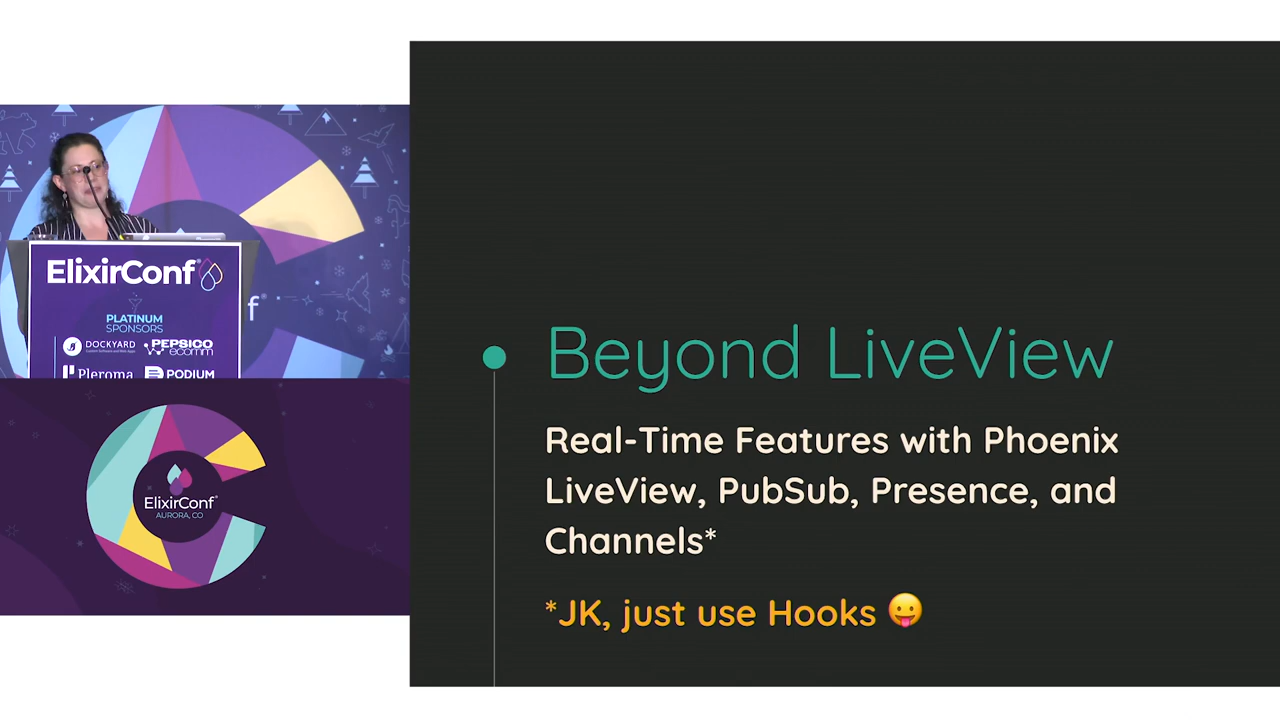 ElixirConf
PLATINUM
SPONSORS
DOCKYARD
PEPSICO
ecomm
Pleroma
PODIUM
f
ElixirConf
AURORA, CO
Beyond LiveView
Real-Time Features with Phoenix
LiveView, PubSub, Presence, and
Channels*
*JK, just use Hooks 😛